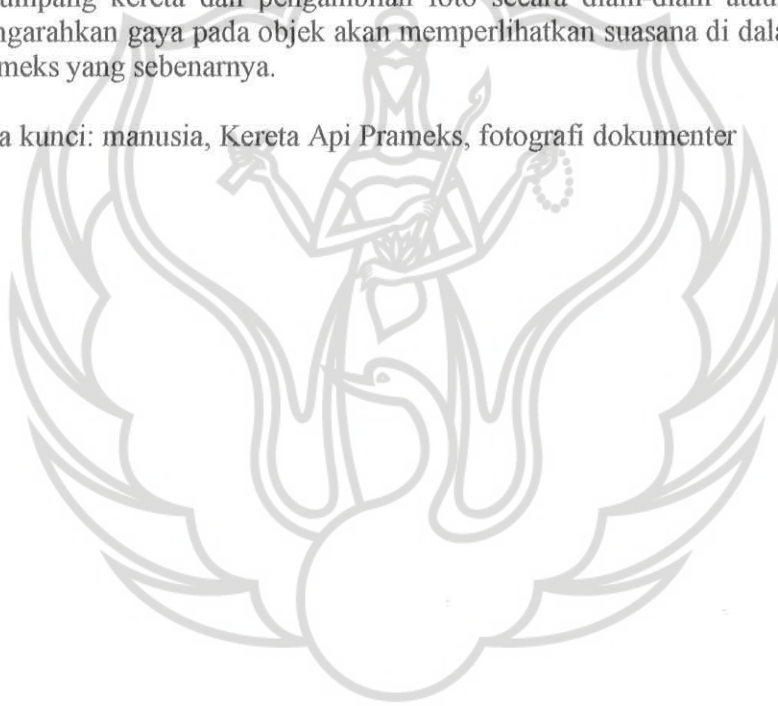 umpang kereta dan pengambilan foto secara diam-diam atau
ngarahkan gaya pada objek akan memperlihatkan suasana di dala
meks yang sebenarnya.
a kunci: manusia, Kereta Api Prameks, fotografi dokumenter